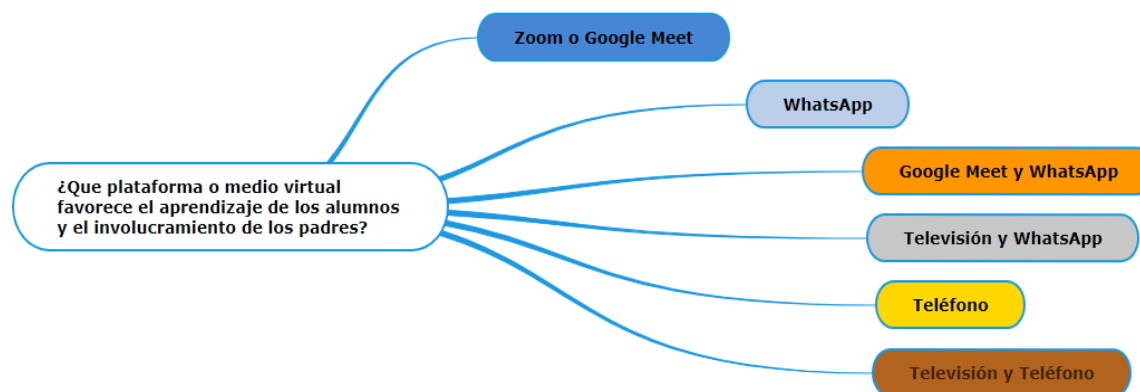 Zoom o Google Meet
WhatsApp
¿Que plataforma o medio virtual
favorece el aprendizaje de los alumnos
y el involucramiento de los padres?
Google Meet y WhatsApp
Televisión y WhatsApp
Teléfono
Televisión y Teléfono